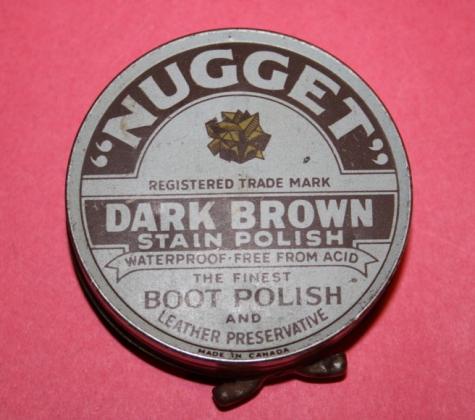 "NUGGET"
REGISTERED TRADE MARK
DARK BROWN
STAIN POLISH
WATERPROOF·FREE FROM ACID
THE FINEST
BOOT POLISH
AND
LEATHER PRESERVATIVE
MADE IN CANADA